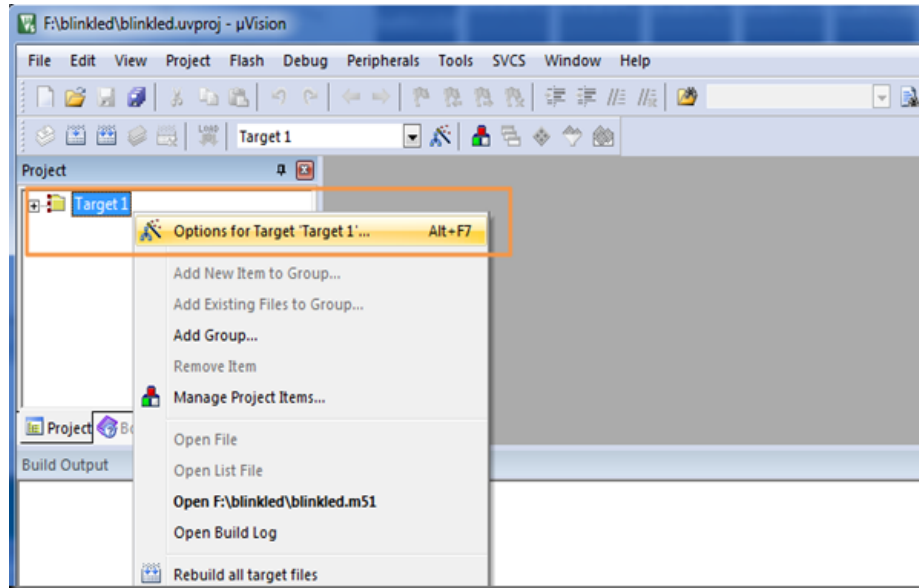 F:\blinkled\blinkled.uvproj - µVision
File Edit View Project Flash Debug Peripherals Tools SVCS Window Help
LOAD Target 1
Project
Target 1
Options for Target 'Target 1'... Alt+F7
Add New Item to Group...
Add Existing Files to Group...
Add Group...
Remove Item
Manage Project Items...
Project
Open File
Build Output
Open List File
Open F:\blinkled\blinkled.m51
Open Build Log
Rebuild all target files